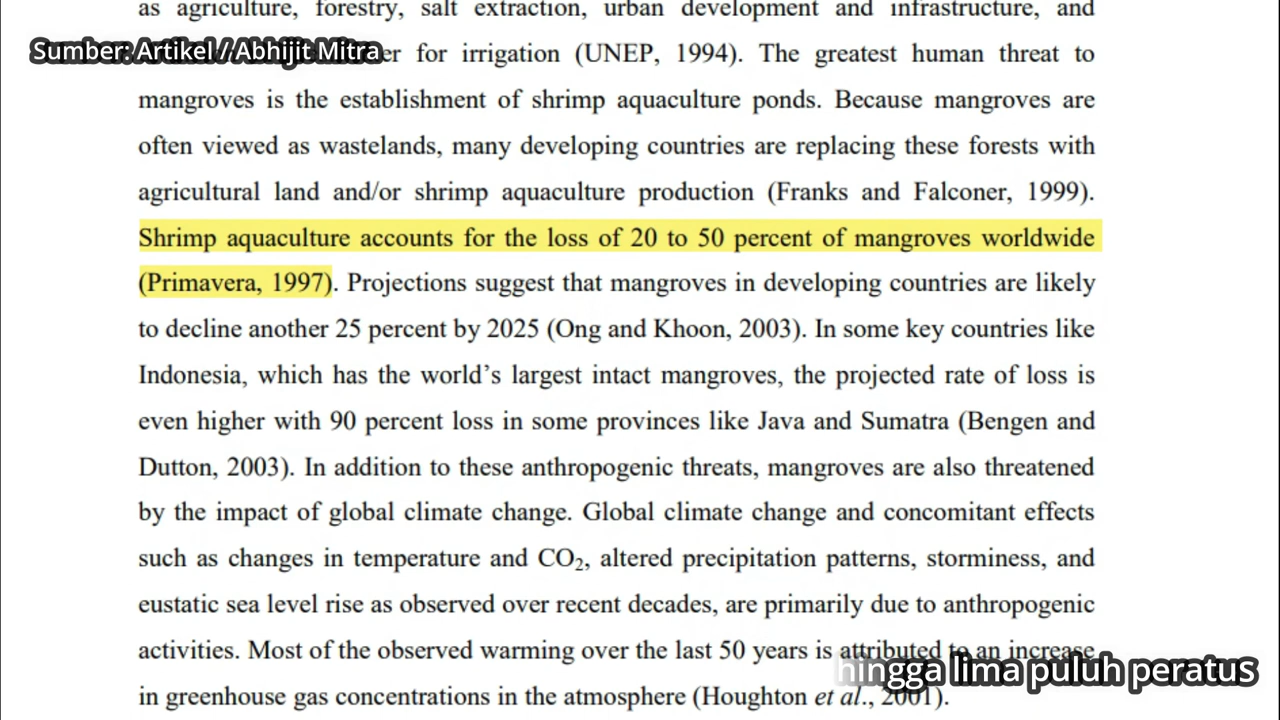 as agriculture, forestry, salt extraction, urban development and infrastructure, and
Sumber: Artikel / Abhijit Mitra
er for irrigation (UNEP, 1994). The greatest human threat to
mangroves is the establishment of shrimp aquaculture ponds. Because mangroves are
often viewed as wastelands, many developing countries are replacing these forests with
agricultural land and/or shrimp aquaculture production (Franks and Falconer, 1999).
Shrimp aquaculture accounts for the loss of 20 to 50 percent of mangroves worldwide
(Primavera, 1997). Projections suggest that mangroves in developing countries are likely
to decline another 25 percent by 2025 (Ong and Khoon, 2003). In some key countries like
Indonesia, which has the world’s largest intact mangroves, the projected rate of loss is
even higher with 90 percent loss in some provinces like Java and Sumatra (Bengen and
Dutton, 2003). In addition to these anthropogenic threats, mangroves are also threatened
by the impact of global climate change. Global climate change and concomitant effects
such as changes in temperature and CO₂, altered precipitation patterns, storminess, and
eustatic sea level rise as observed over recent decades, are primarily due to anthropogenic
activities. Most of the observed warming over the last 50 years is attributed to an increase
hingga lima puluh peratus
in greenhouse gas concentrations in the atmosphere (Houghton et al., 2001).